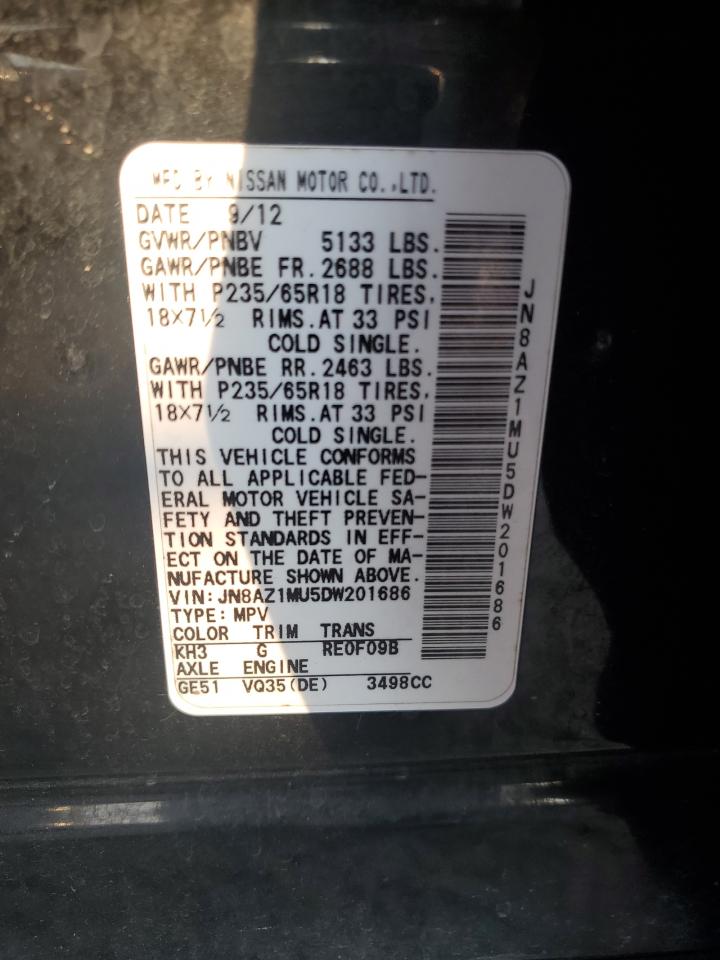 MFD BY NISSAN MOTOR CO.,LTD.
DATE 9/12
GVWR/PNBV 5133 LBS.
GAWR/PNBE FR. 2688 LBS.
WITH P235/65R18 TIRES,
18×7½ RIMS. AT 33 PSI
COLD SINGLE.
GAWR/PNBE RR. 2463 LBS.
WITH P235/65R18 TIRES,
18×7½ RIMS. AT 33 PSI
COLD SINGLE.
THIS VEHICLE CONFORMS
TO ALL APPLICABLE FED-
ERAL MOTOR VEHICLE SA-
FETY AND THEFT PREVEN-
TION STANDARDS IN EFF-
ECT ON THE DATE OF MA-
NUFACTURE SHOWN ABOVE.
VIN: JN8AZ1MU5DW201686
TYPE: MPV
COLOR TRIM TRANS
KH3 G RE0F09B
AXLE ENGINE
GE51 VQ35(DE) 3498CC
JN8AZ1MU5DW201686